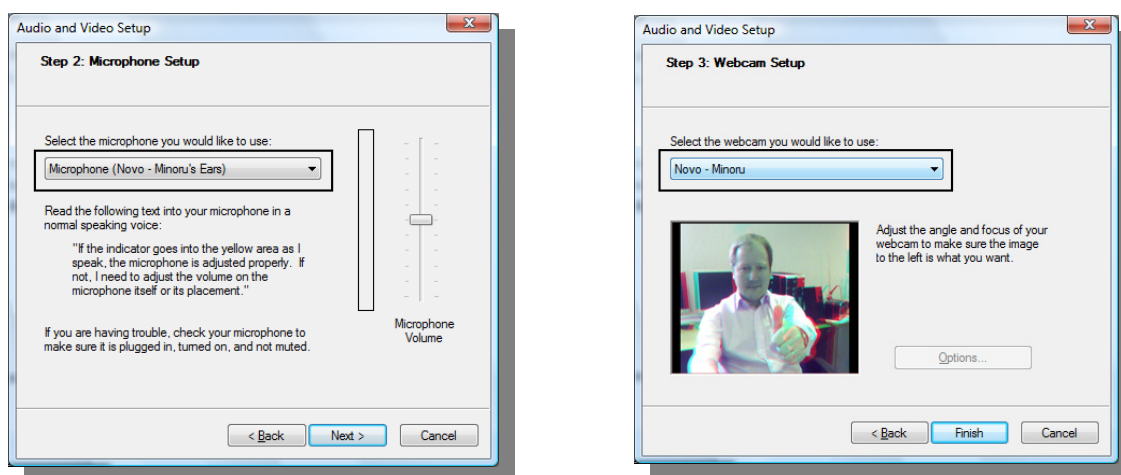 Audio and Video Setup
Step 2: Microphone Setup
Select the microphone you would like to use:
Microphone (Novo - Minoru's Ears)
Read the following text into your microphone in a
normal speaking voice:
"If the indicator goes into the yellow area as I
speak, the microphone is adjusted properly. If
not, I need to adjust the volume on the
microphone itself or its placement."
If you are having trouble, check your microphone to
make sure it is plugged in, turned on, and not muted.
Microphone
Volume
< Back
Next >
Cancel
Audio and Video Setup
Step 3: Webcam Setup
Select the webcam you would like to use:
Novo - Minoru
Adjust the angle and focus of your
webcam to make sure the image
to the left is what you want.
Options...
< Back
Finish
Cancel